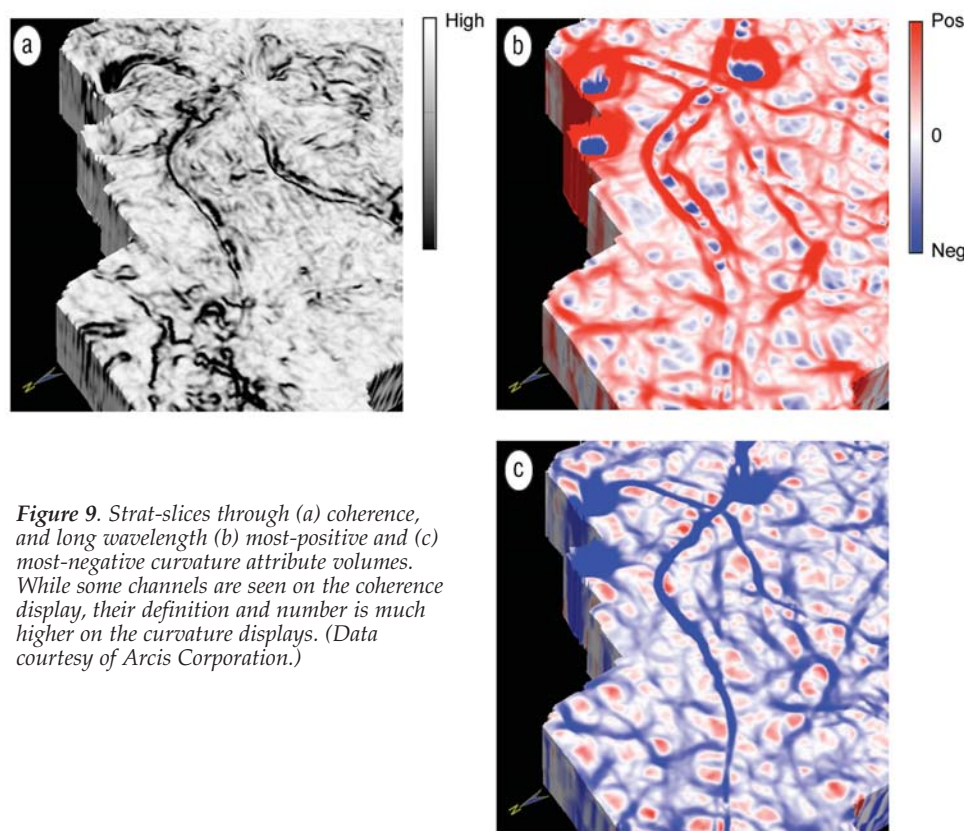 a
High
b
Pos
0
Neg
N
N
c
Figure 9. Strat-slices through (a) coherence,
and long wavelength (b) most-positive and (c)
most-negative curvature attribute volumes.
While some channels are seen on the coherence
display, their definition and number is much
higher on the curvature displays. (Data
courtesy of Arcis Corporation.)
N